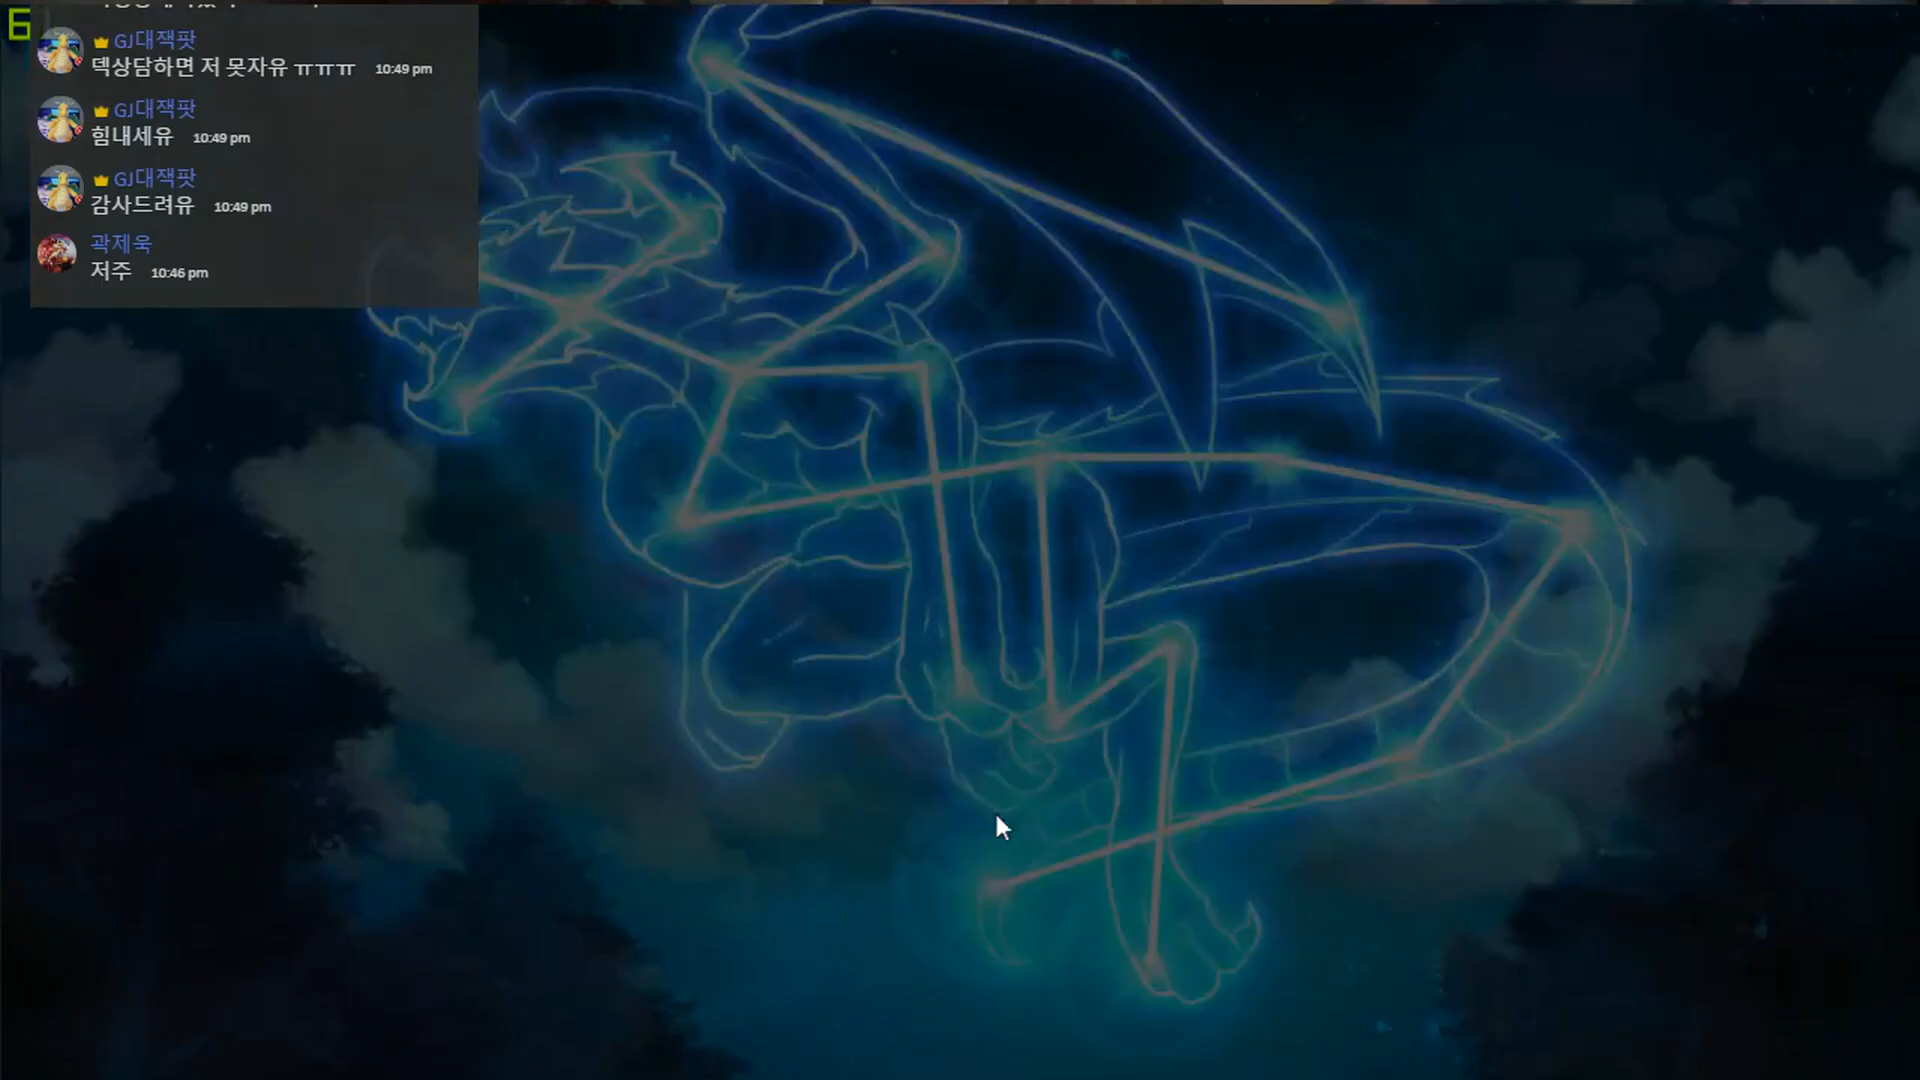 6
GJ대잭팟
덱상담하면 저 못자유 ㅠㅠㅠ 10:49 pm
GJ대잭팟
힘내세유 10:49 pm
GJ대잭팟
감사드려유 10:49 pm
곽제욱
저주 10:46 pm